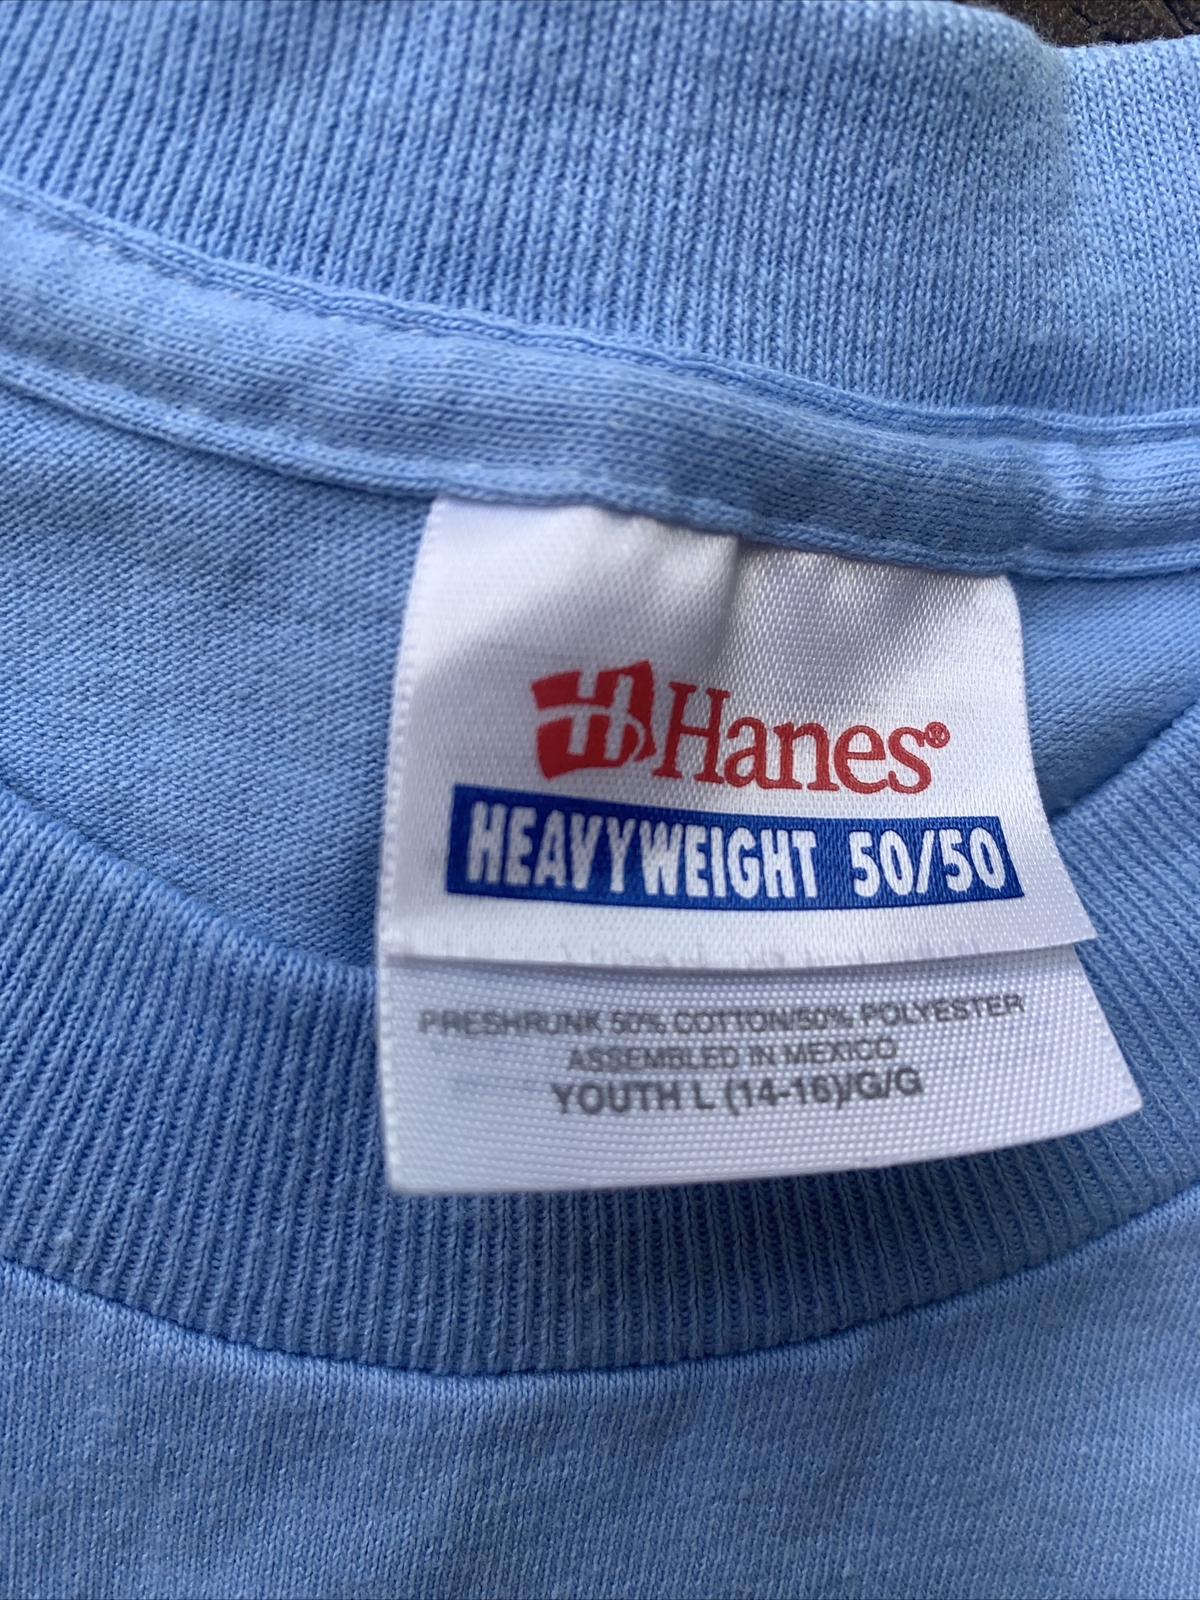 Hanes®
HEAVYWEIGHT 50/50
PRESHRUNK 50% COTTON/50% POLYESTER
ASSEMBLED IN MEXICO
YOUTH L (14-16)/G/G